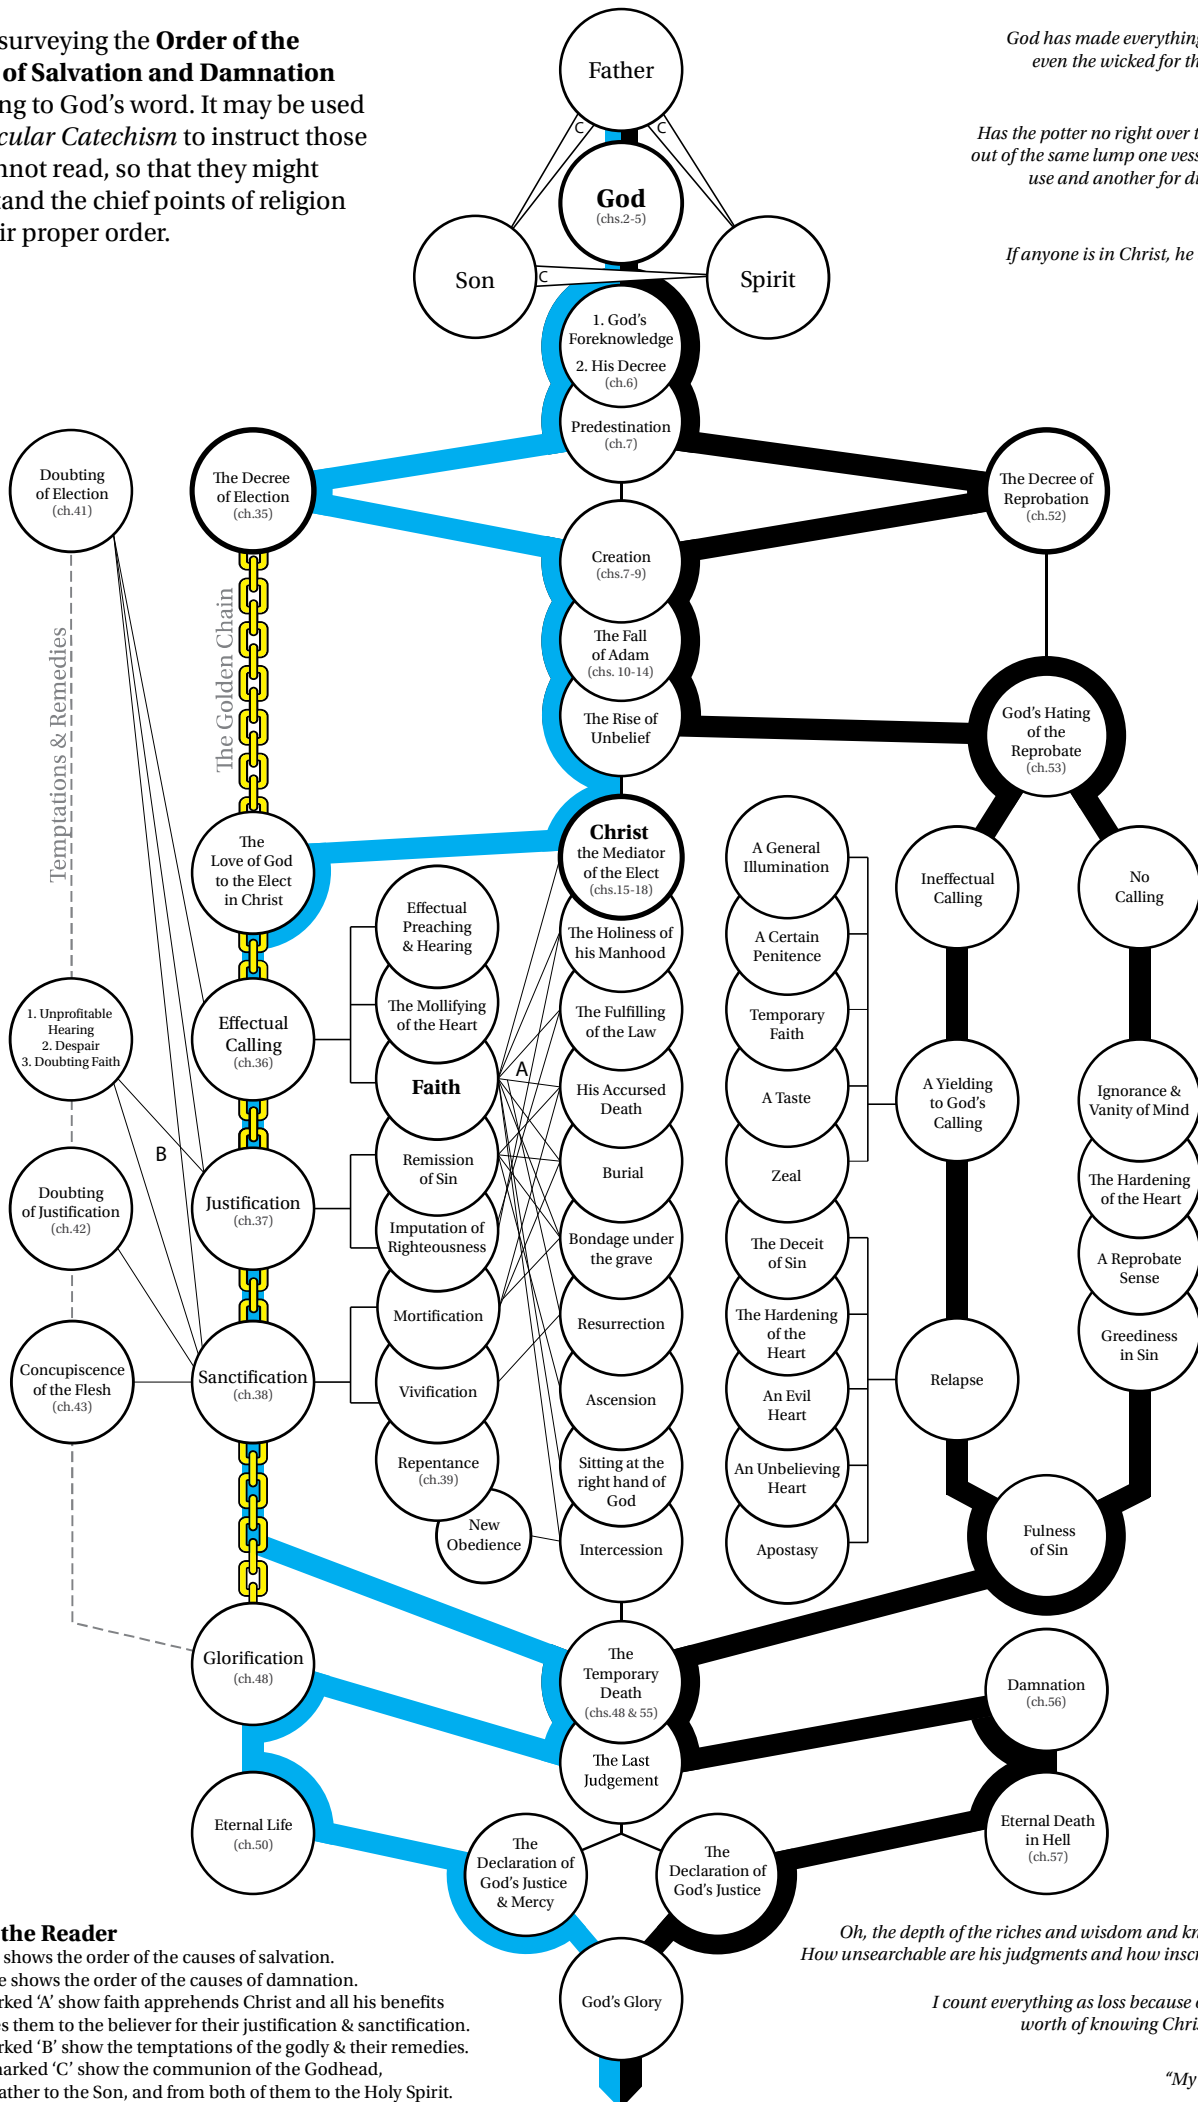 surveying the Order of the
of Salvation and Damnation
ng to God's word. It may be used
cular Catechism to instruct those
nnot read, so that they might
tand the chief points of religion
ir proper order.
God has made everything
even the wicked for th
Has the potter no right over t
out of the same lump one vess
use and another for di
If anyone is in Christ, he
Father
C
C
God
(chs.2-5)
Son
C
Spirit
1. God's
Foreknowledge
2. His Decree
(ch.6)
Predestination
(ch.7)
Doubting
of Election
(ch.41)
The Decree
of Election
(ch.35)
The Decree of
Reprobation
(ch.52)
Creation
(chs.7-9)
The Fall
of Adam
(chs. 10-14)
The Rise of
Unbelief
Temptations & Remedies
The Golden Chain
God's Hating
of the
Reprobate
(ch.53)
The
Love of God
to the Elect
in Christ
Christ
the Mediator
of the Elect
(chs.15-18)
A General
Illumination
Ineffectual
Calling
No
Calling
Effectual
Preaching
& Hearing
The Holiness of
his Manhood
A Certain
Penitence
1. Unprofitable
Hearing
2. Despair
3. Doubting Faith
Effectual
Calling
(ch.36)
The Mollifying
of the Heart
The Fulfilling
of the Law
Temporary
Faith
Faith
A
His Accursed
Death
A Taste
A Yielding
to God's
Calling
Ignorance &
Vanity of Mind
B
Doubting
of Justification
(ch.42)
Justification
(ch.37)
Remission
of Sin
Burial
Zeal
The Hardening
of the Heart
Imputation of
Righteousness
Bondage under
the grave
The Deceit
of Sin
A Reprobate
Sense
Mortification
Resurrection
The Hardening
of the
Heart
Greediness
in Sin
Concupiscence
of the Flesh
(ch.43)
Sanctification
(ch.38)
Vivification
Ascension
An Evil
Heart
Relapse
Repentance
(ch.39)
Sitting at the
right hand of
God
An Unbelieving
Heart
New
Obedience
Intercession
Apostasy
Fulness
of Sin
Glorification
(ch.48)
The
Temporary
Death
(chs.48 & 55)
Damnation
(ch.56)
The Last
Judgement
Eternal Life
(ch.50)
Eternal Death
in Hell
(ch.57)
The
Declaration of
God's Justice
& Mercy
The
Declaration of
God's Justice
God's Glory
the Reader
shows the order of the causes of salvation.
e shows the order of the causes of damnation.
rked 'A' show faith apprehends Christ and all his benefits
es them to the believer for their justification & sanctification.
rked 'B' show the temptations of the godly & their remedies.
marked 'C' show the communion of the Godhead,
ather to the Son, and from both of them to the Holy Spirit.
Oh, the depth of the riches and wisdom and kn
How unsearchable are his judgments and how inscr
I count everything as loss because o
worth of knowing Chris
“My